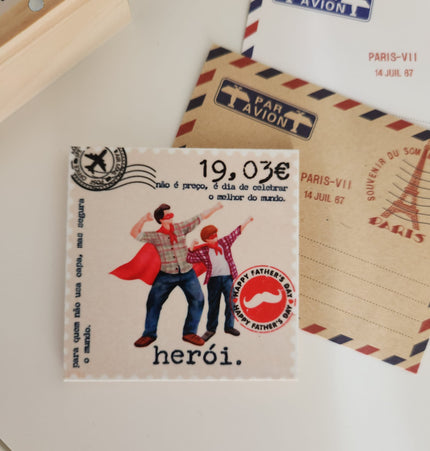 AVION
PARIS-VII
14 JUIL 67
PAR
AVION
PARIS-VII
14 JUIL 67
SOUVENIR DU SOM
PARIS
19,03€
não é preço, é dia de celebrar
o melhor do mundo.
para quem não usa capa, mas segura
o mundo.
HAPPY FATHER'S DAY
HAPPY FATHER'S DAY
herói.